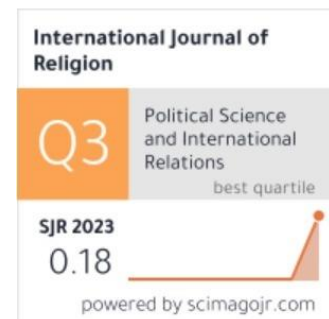 International Journal of
Religion
Q3
Political Science
and International
Relations
best quartile
SJR 2023
0.18
powered by scimagojr.com